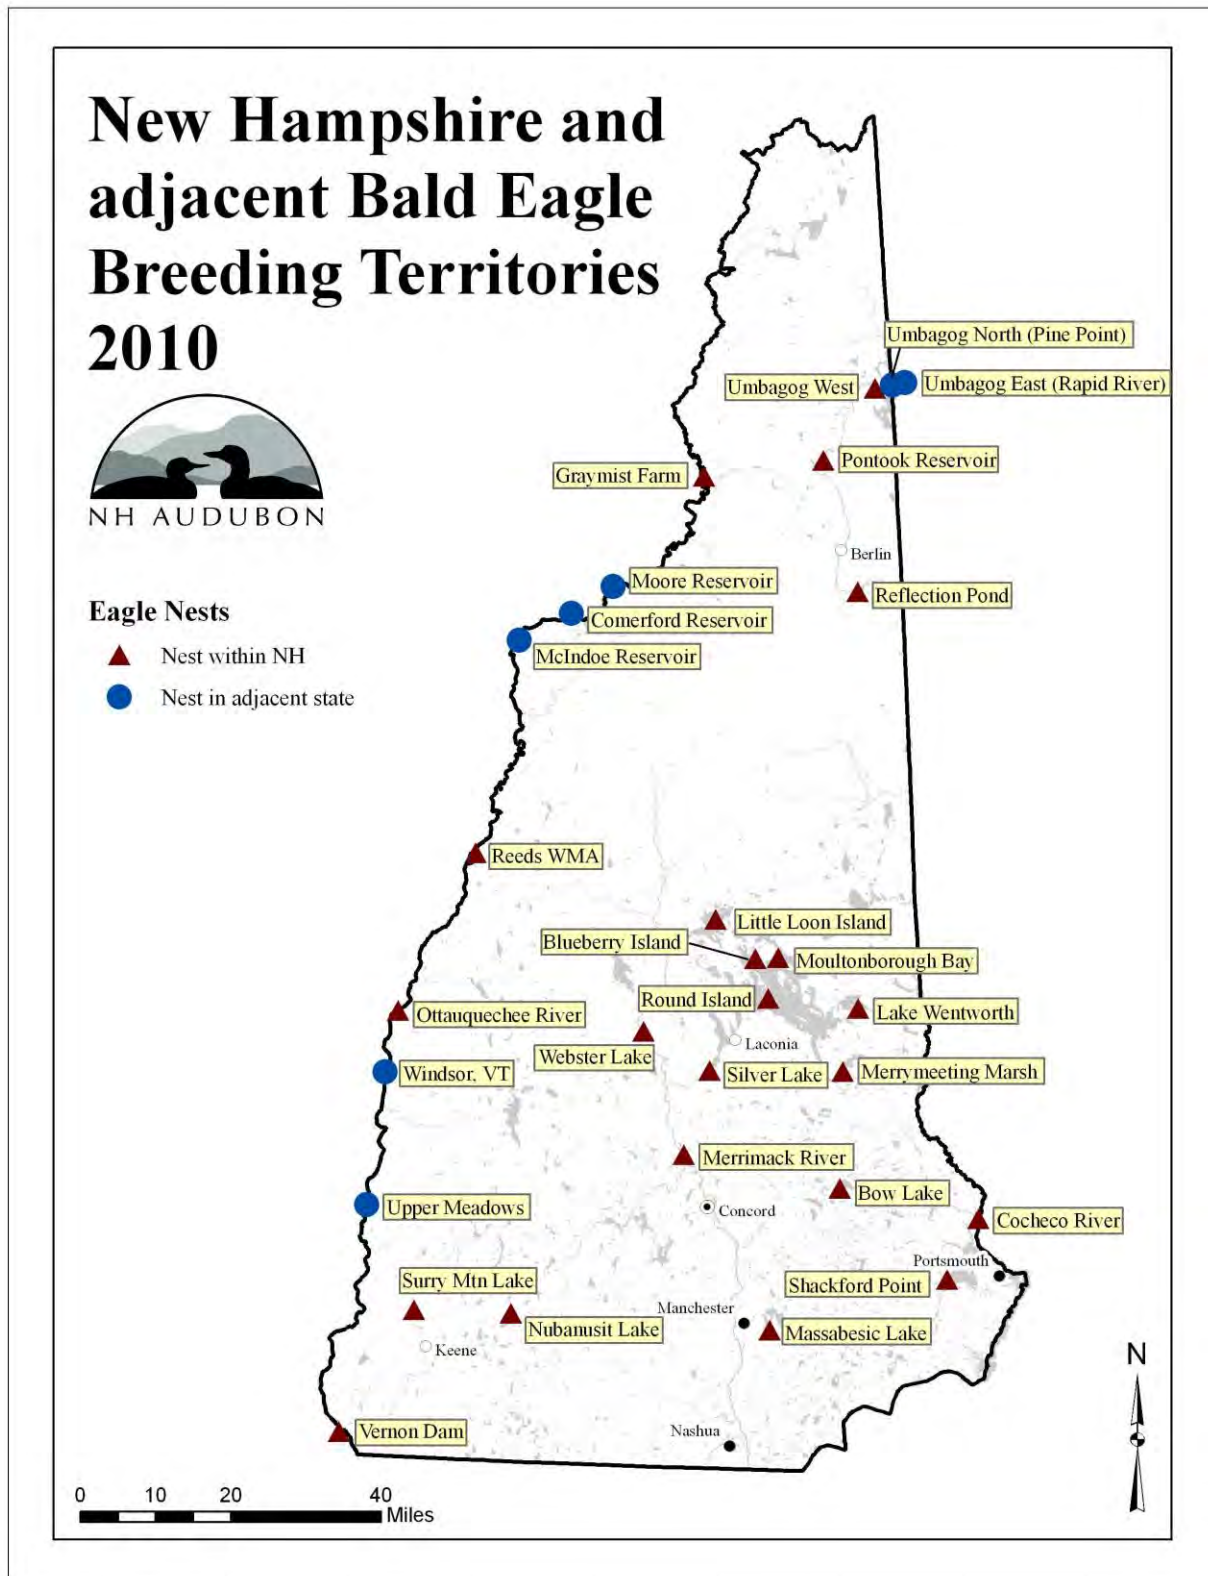 New Hampshire and
adjacent Bald Eagle
Breeding Territories
2010
NH AUDUBON
Eagle Nests
Nest within NH
Nest in adjacent state
Umbagog North (Pine Point)
Umbagog West
Umbagog East (Rapid River)
Pontook Reservoir
Graymist Farm
Berlin
Moore Reservoir
Reflection Pond
Comerford Reservoir
McIndoe Reservoir
Reeds WMA
Little Loon Island
Blueberry Island
Moultonborough Bay
Round Island
Lake Wentworth
Ottauquechee River
Laconia
Webster Lake
Windsor, VT
Silver Lake
Merrymeeting Marsh
Merrimack River
Bow Lake
Upper Meadows
Concord
Cocheco River
Portsmouth
Surry Mtn Lake
Shackford Point
Manchester
Nubanusit Lake
Massabesic Lake
Keene
Vernon Dam
Nashua
N
0 10 20 40
Miles